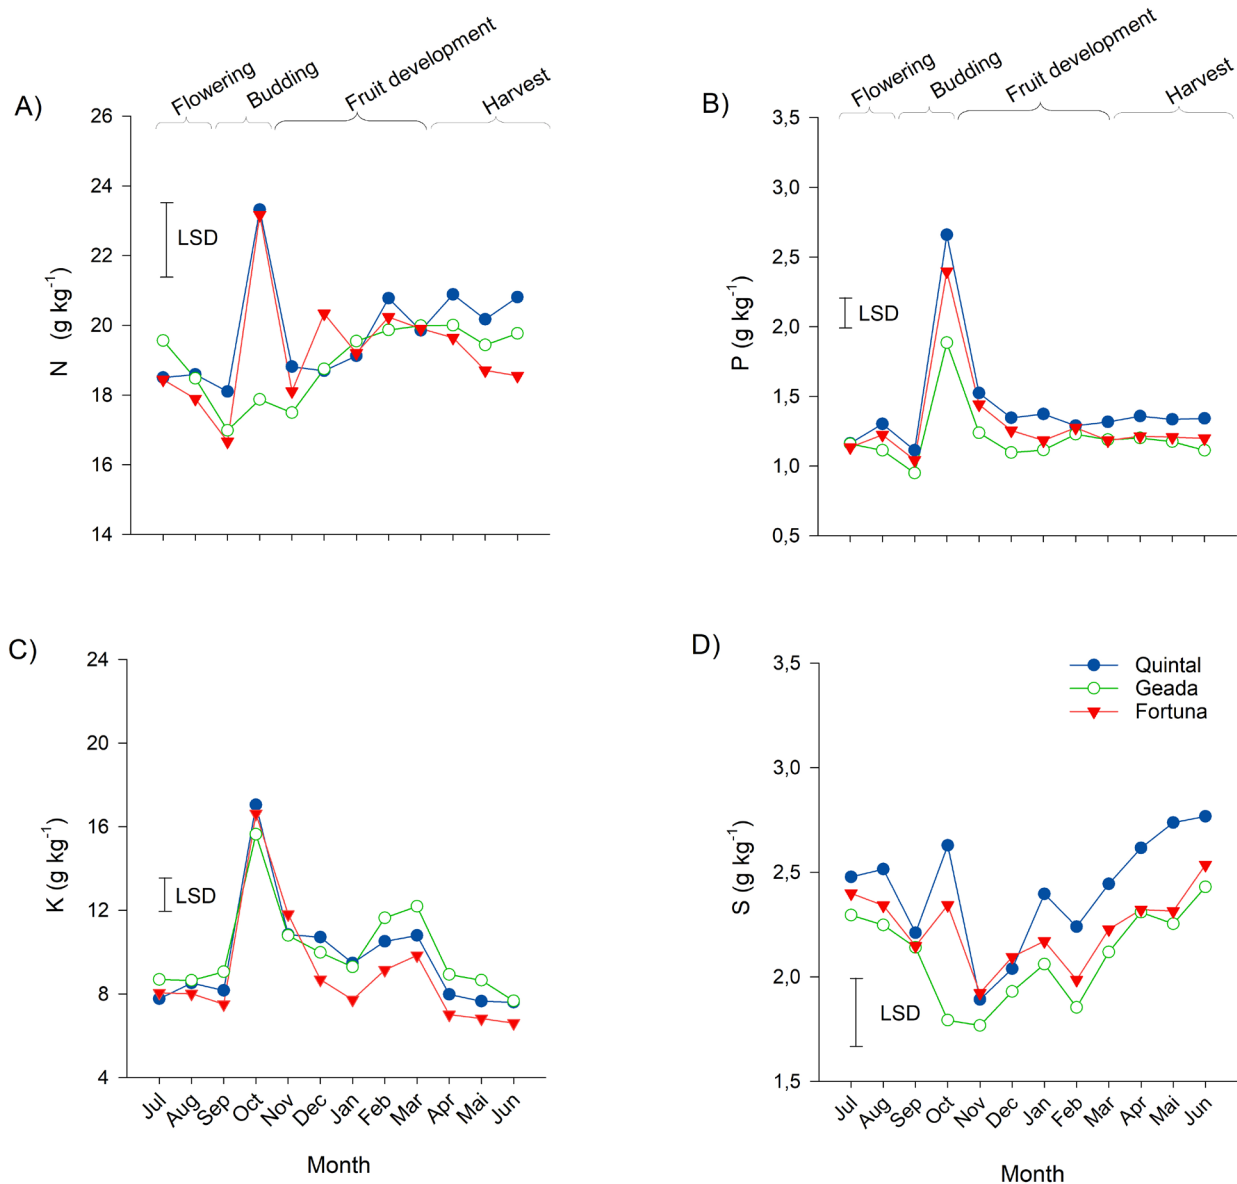 A)
Flowering
Budding
Fruit development
Harvest
26
24
22
20
18
16
14
N (g kg-1)
LSD
B)
Flowering
Budding
Fruit development
Harvest
3,5
3,0
2,5
2,0
1,5
1,0
0,5
P (g kg-1)
LSD
C)
24
20
16
12
8
4
K (g kg-1)
LSD
Jul
Aug
Sep
Oct
Nov
Dec
Jan
Feb
Mar
Apr
Mai
Jun
Month
D)
3,5
3,0
2,5
2,0
1,5
S (g kg-1)
Quintal
Geada
Fortuna
LSD
Jul
Aug
Sep
Oct
Nov
Dec
Jan
Feb
Mar
Apr
Mai
Jun
Month